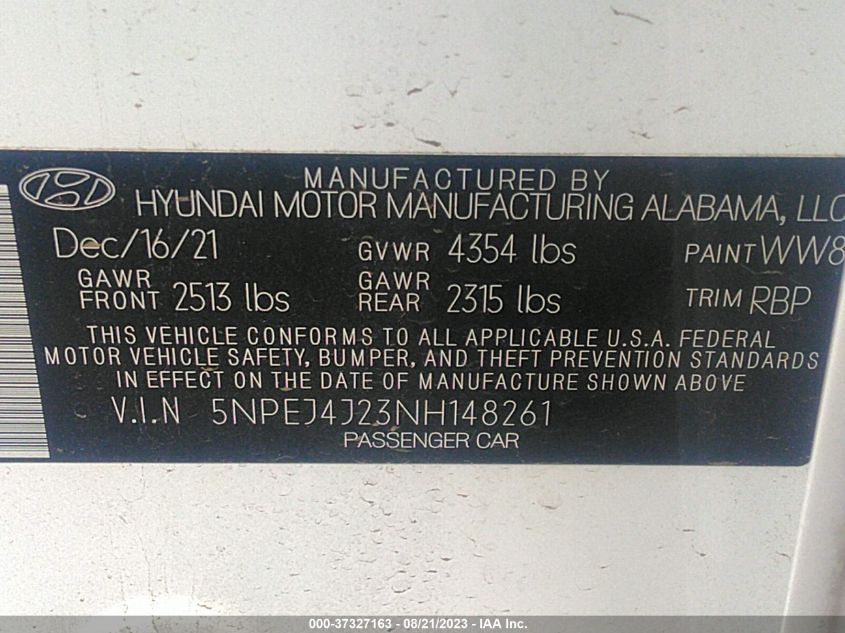 MANUFACTURED BY
HYUNDAI MOTOR MANUFACTURING ALABAMA, LLC
Dec/16/21 GVWR 4354 lbs PAINT WW8
GAWR FRONT 2513 lbs GAWR REAR 2315 lbs TRIM RBP
THIS VEHICLE CONFORMS TO ALL APPLICABLE U.S.A. FEDERAL
MOTOR VEHICLE SAFETY, BUMPER, AND THEFT PREVENTION STANDARDS
IN EFFECT ON THE DATE OF MANUFACTURE SHOWN ABOVE
V.I.N 5NPEJ4J23NH148261
PASSENGER CAR
000-37327163 - 08/21/2023 - IAA Inc.